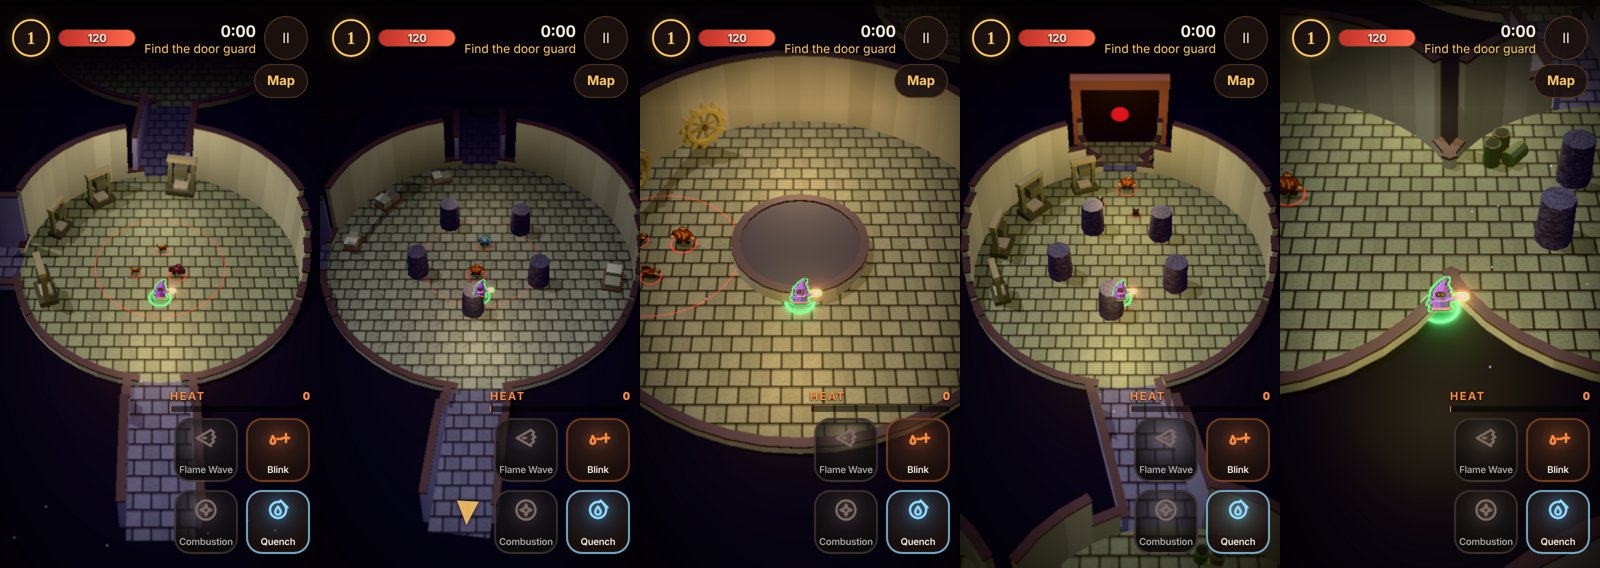 1
120
0:00
Find the door guard
Map
HEAT
0
Flame Wave
Blink
Combustion
Quench
1
120
0:00
Find the door guard
Map
HEAT
0
Flame Wave
Blink
Combustion
Quench
1
120
0:00
Find the door guard
Map
HEAT
0
Flame Wave
Blink
Combustion
Quench
1
120
0:00
Find the door guard
Map
HEAT
0
Flame Wave
Blink
Combustion
Quench
1
120
0:00
Find the door guard
Map
HEAT
0
Flame Wave
Blink
Combustion
Quench